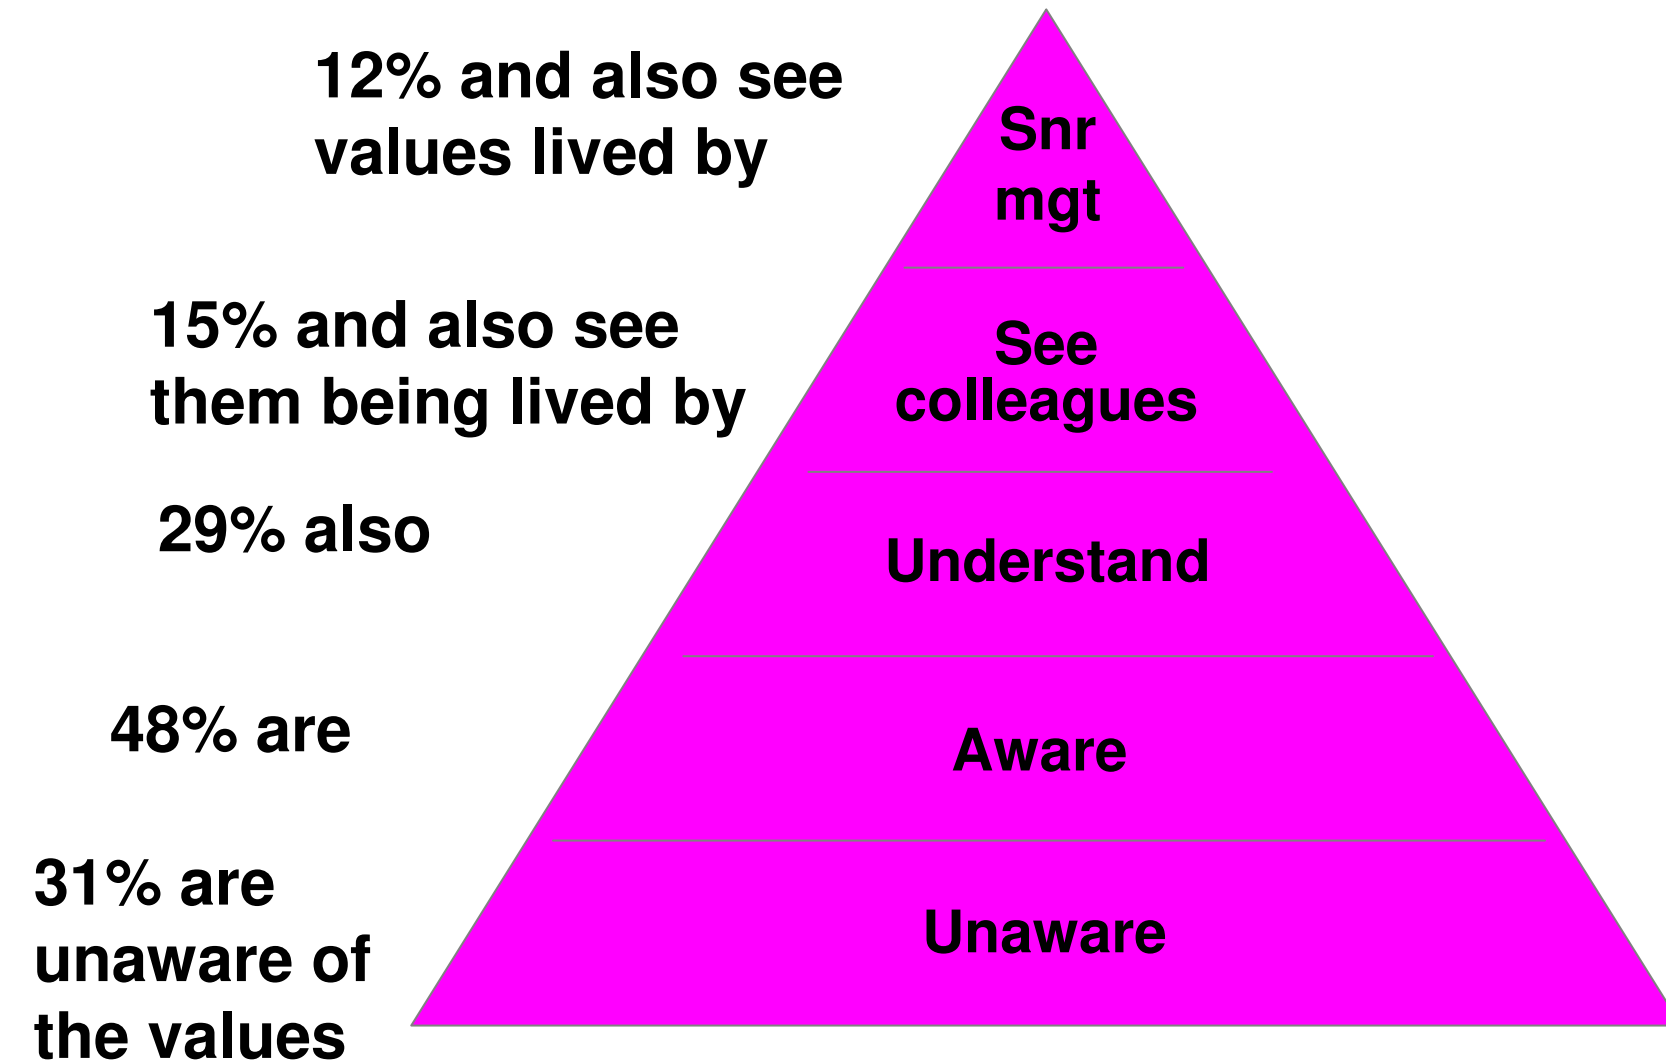 12% and also see
values lived by
Snr
mgt
15% and also see
them being lived by
See
colleagues
29% also
Understand
48% are
Aware
31% are
unaware of
the values
Unaware